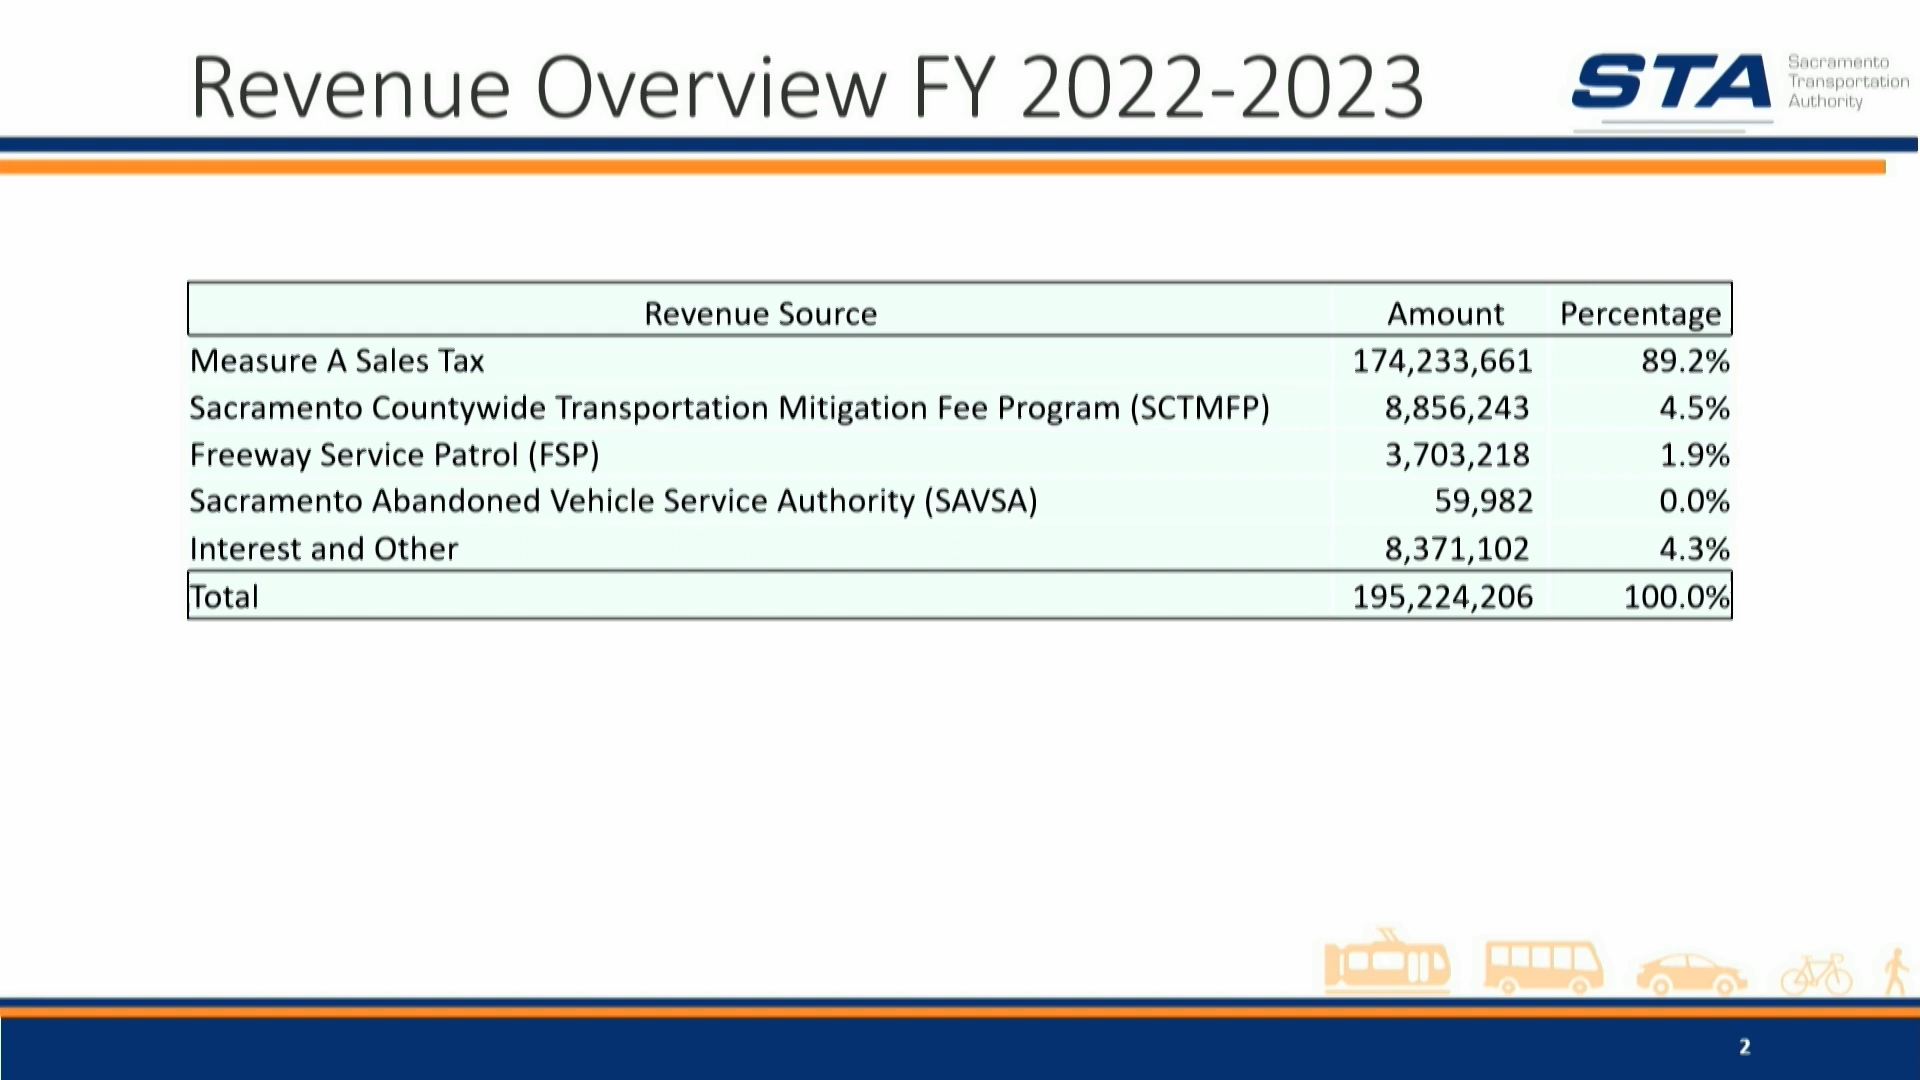 Revenue Overview FY 2022-2023
STA
Sacramento
Transportation
Authority
Revenue Source Amount Percentage
Measure A Sales Tax 174,233,661 89.2%
Sacramento Countywide Transportation Mitigation Fee Program (SCTMFP) 8,856,243 4.5%
Freeway Service Patrol (FSP) 3,703,218 1.9%
Sacramento Abandoned Vehicle Service Authority (SAVSA) 59,982 0.0%
Interest and Other 8,371,102 4.3%
Total 195,224,206 100.0%
2